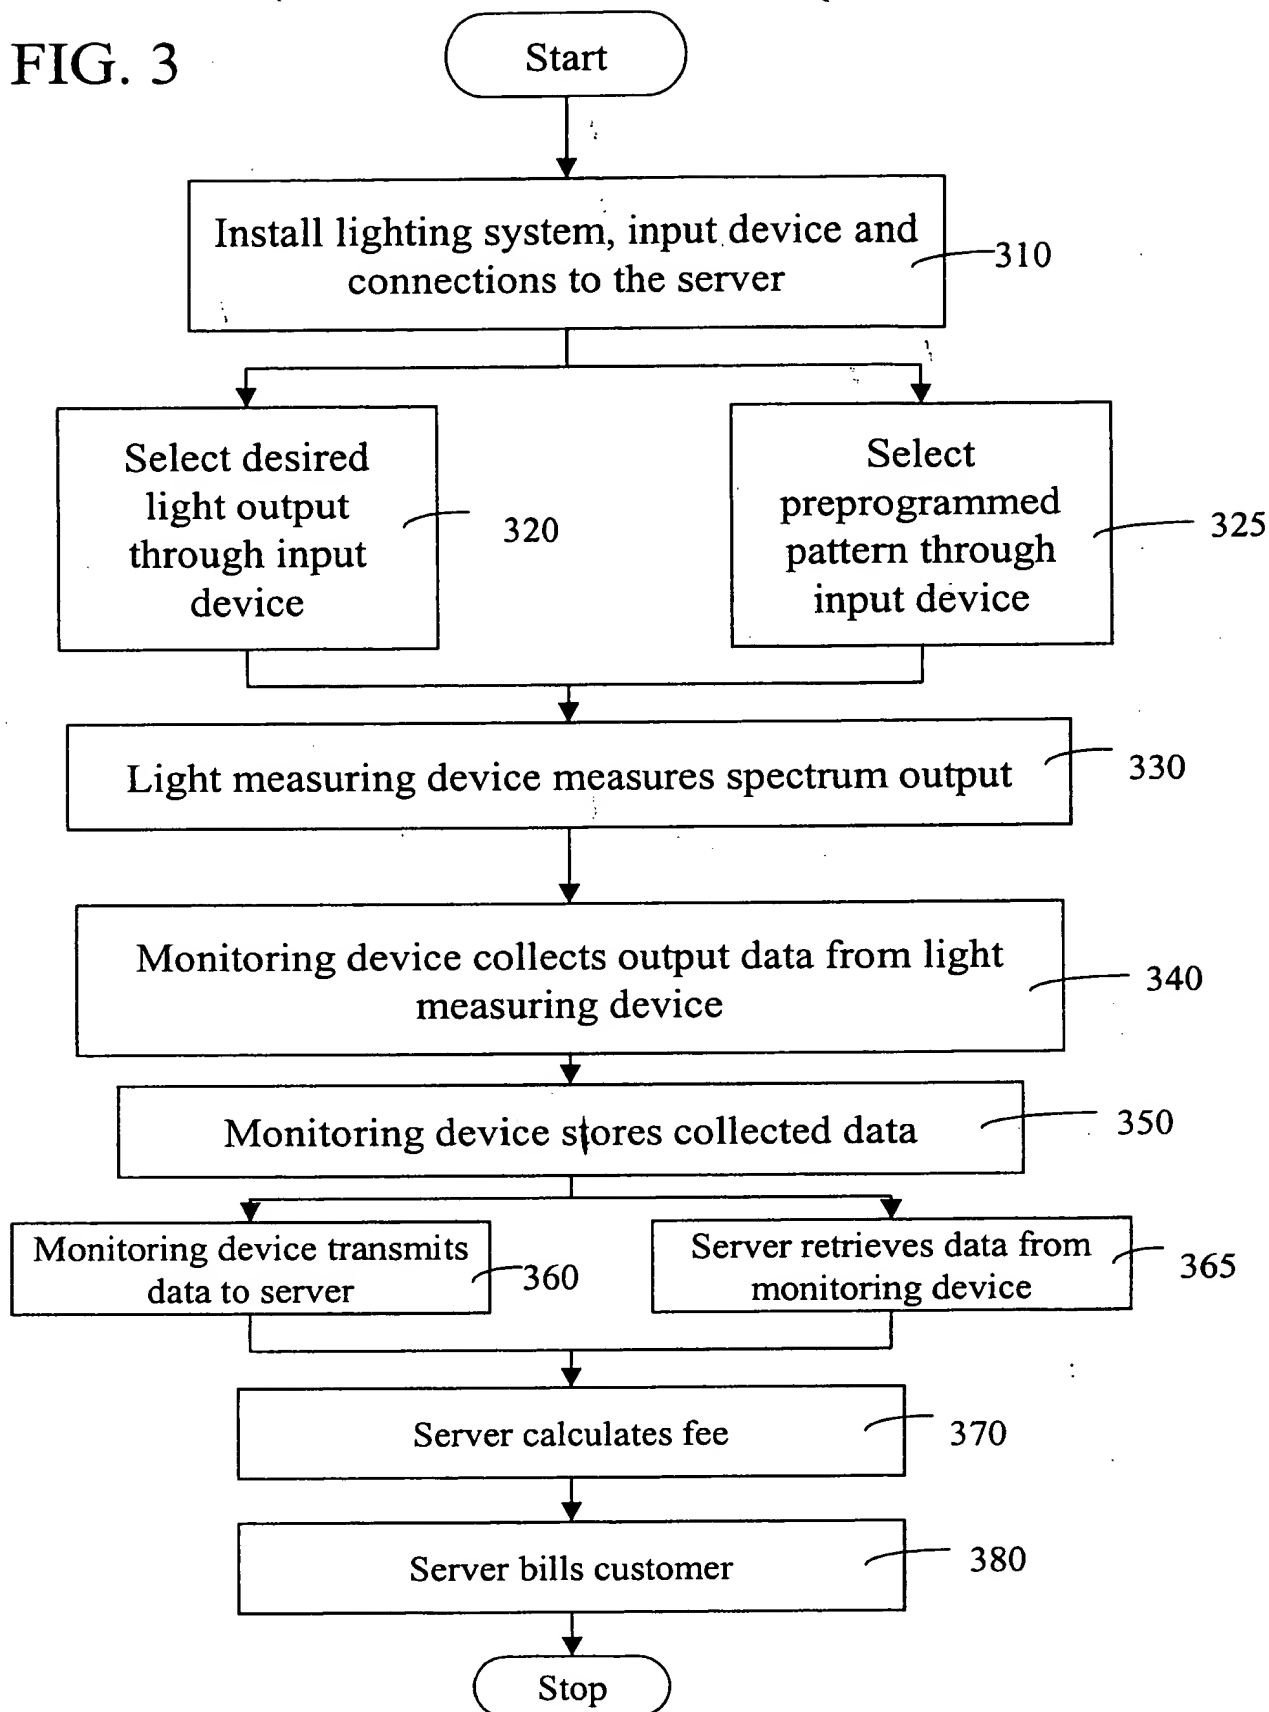 FIG. 3
Start
Install lighting system, input device and
connections to the server
310
Select desired
light output
through input
device
320
Select
preprogrammed
pattern through
input device
325
Light measuring device measures spectrum output
330
Monitoring device collects output data from light
measuring device
340
Monitoring device stores collected data
350
Monitoring device transmits
data to server
360
Server retrieves data from
monitoring device
365
Server calculates fee
370
Server bills customer
380
Stop